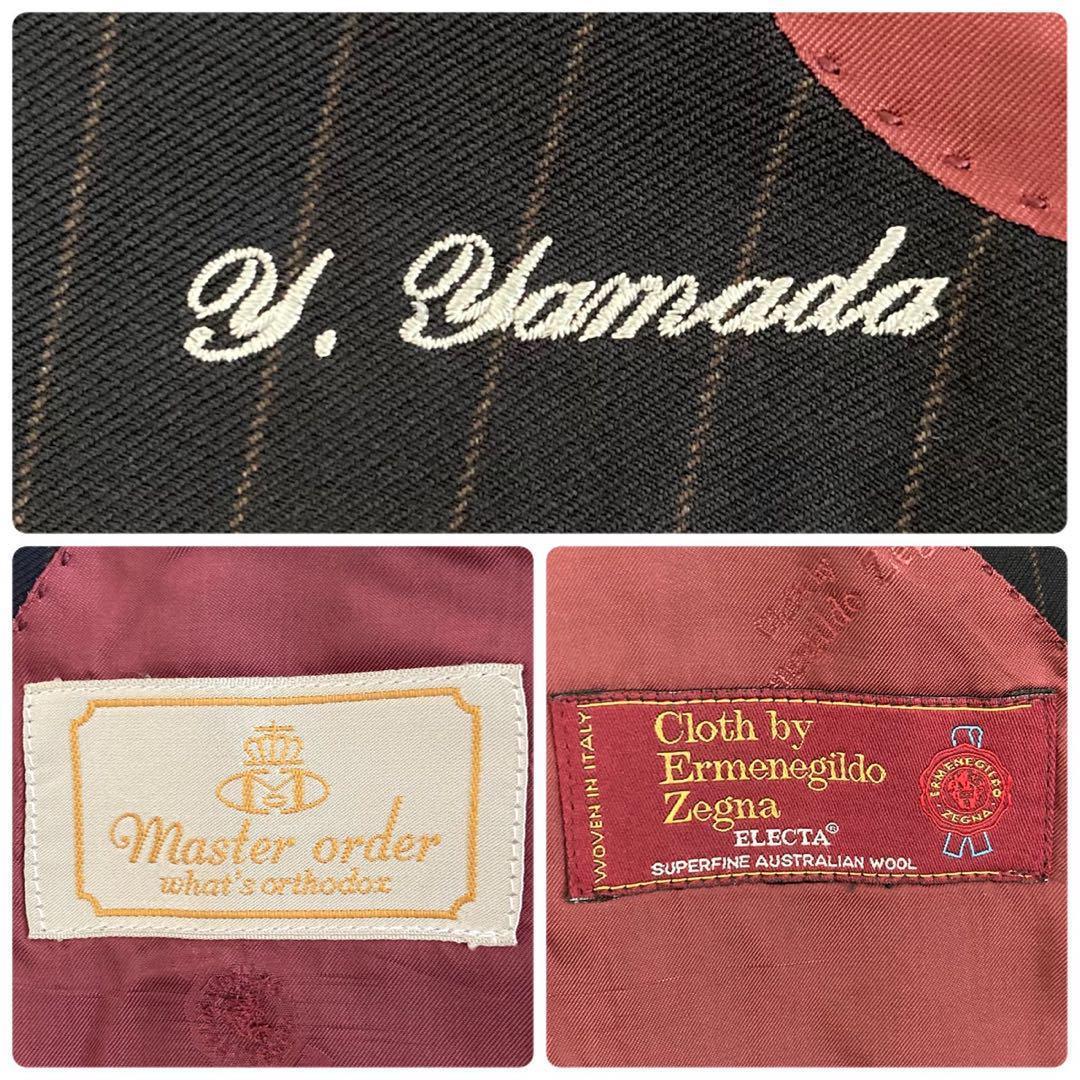 Y. Yamada
M
Master order
what's orthodox
WOVEN IN ITALY
Cloth by
Ermenegildo
Zegna
ELECTA®
SUPERFINE AUSTRALIAN WOOL
ERMENEGILDO
ZEGNA